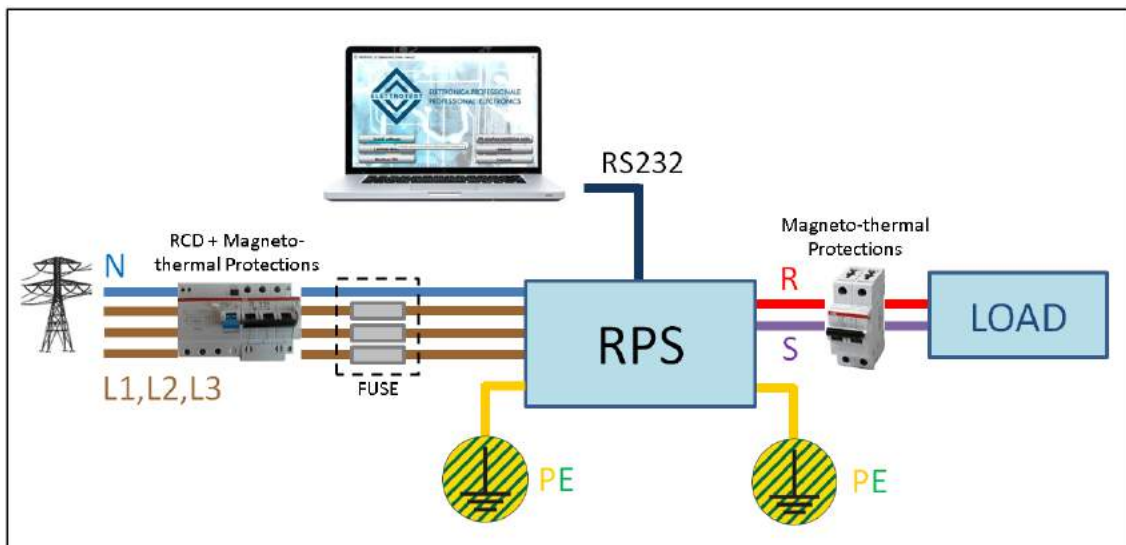 ELETTROTEST
ELETTRONICA PROFESSIONALE
PROFESSIONAL ELECTRONICS
RS232
Magneto-thermal
Protections
RCD + Magneto-
thermal Protections
N
R
RPS
LOAD
S
L1,L2,L3
FUSE
PE
PE